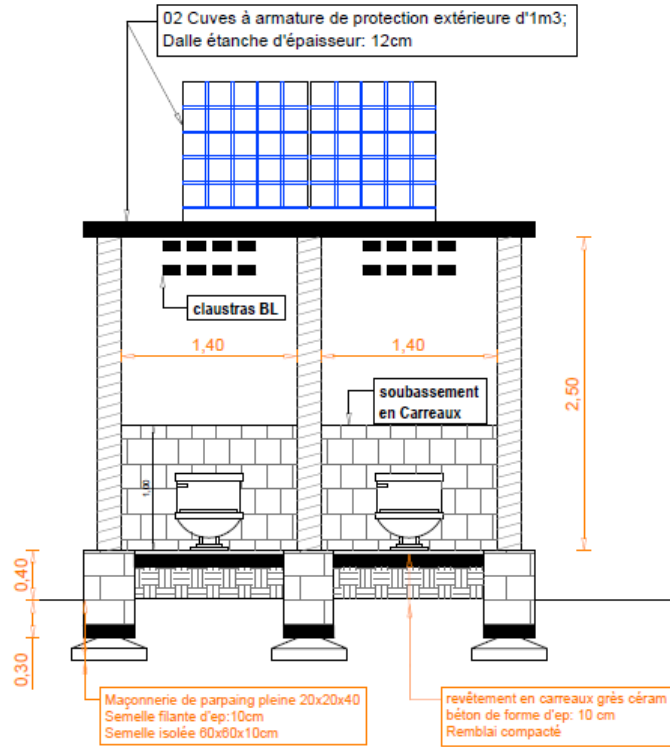 02 Cuves à armature de protection extérieure d'1m3;
Dalle étanche d'épaisseur: 12cm
claustras BL
1,40
1,40
2,50
soubassement
en Carreaux
1,00
0,40
0,30
Maçonnerie de parpaing pleine 20x20x40
Semelle filante d'ep:10cm
Semelle isolée 60x60x10cm
revêtement en carreaux grès céram
béton de forme d'ep: 10 cm
Remblai compacté